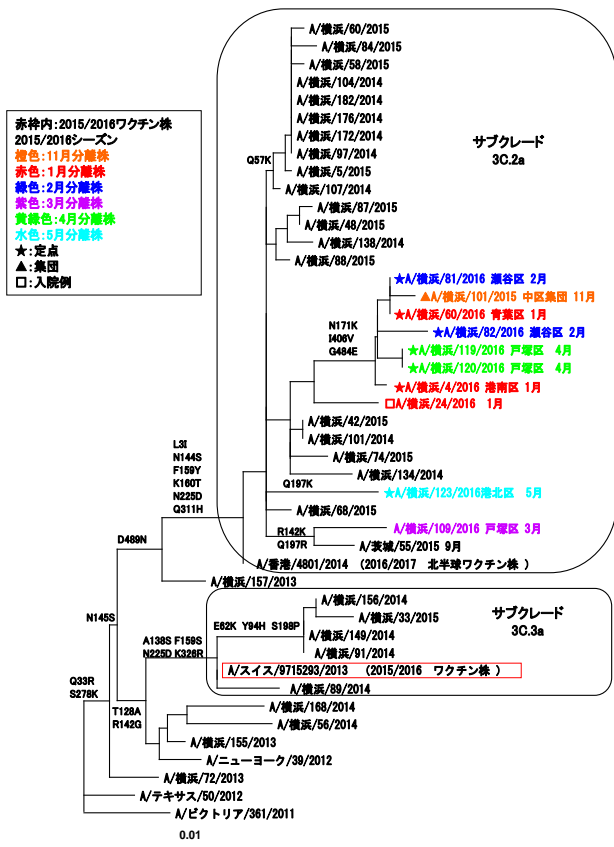 赤枠内:2015/2016ワクチン株
2015/2016シーズン
橙色:11月分離株
赤色:1月分離株
緑色:2月分離株
紫色:3月分離株
黄緑色:4月分離株
水色:5月分離株
★:定点
▲:集団
□:入院例
サブクレード
3C.2a
A/横浜/60/2015
A/横浜/84/2015
A/横浜/58/2015
A/横浜/104/2014
A/横浜/182/2014
A/横浜/176/2014
A/横浜/172/2014
A/横浜/97/2014
Q57K
A/横浜/5/2015
A/横浜/107/2014
A/横浜/87/2015
A/横浜/48/2015
A/横浜/138/2014
A/横浜/88/2015
★A/横浜/81/2016 瀬谷区 2月
▲A/横浜/101/2015 中区集団 11月
★A/横浜/60/2016 青葉区 1月
N171K
I406V
G484E
★A/横浜/82/2016 瀬谷区 2月
★A/横浜/119/2016 戸塚区 4月
★A/横浜/120/2016 戸塚区 4月
★A/横浜/4/2016 港南区 1月
□A/横浜/24/2016 1月
A/横浜/42/2015
A/横浜/101/2014
A/横浜/74/2015
A/横浜/134/2014
Q197K
★A/横浜/123/2016港北区 5月
A/横浜/68/2015
L3I
N144S
F159Y
K160T
N225D
Q311H
R142K
Q197R
A/横浜/109/2016 戸塚区 3月
A/茨城/55/2015 9月
D489N
A/香港/4801/2014 (2016/2017 北半球ワクチン株 )
A/横浜/157/2013
サブクレード
3C.3a
A/横浜/156/2014
N145S
E62K Y94H S198P
A/横浜/33/2015
A/横浜/149/2014
A138S F159S
N225D K326R
A/横浜/91/2014
A/スイス/9715293/2013 (2015/2016 ワクチン株 )
A/横浜/89/2014
Q33R
S278K
T128A
R142G
A/横浜/168/2014
A/横浜/56/2014
A/横浜/155/2013
A/ニューヨーク/39/2012
A/横浜/72/2013
A/テキサス/50/2012
A/ビクトリア/361/2011
0.01